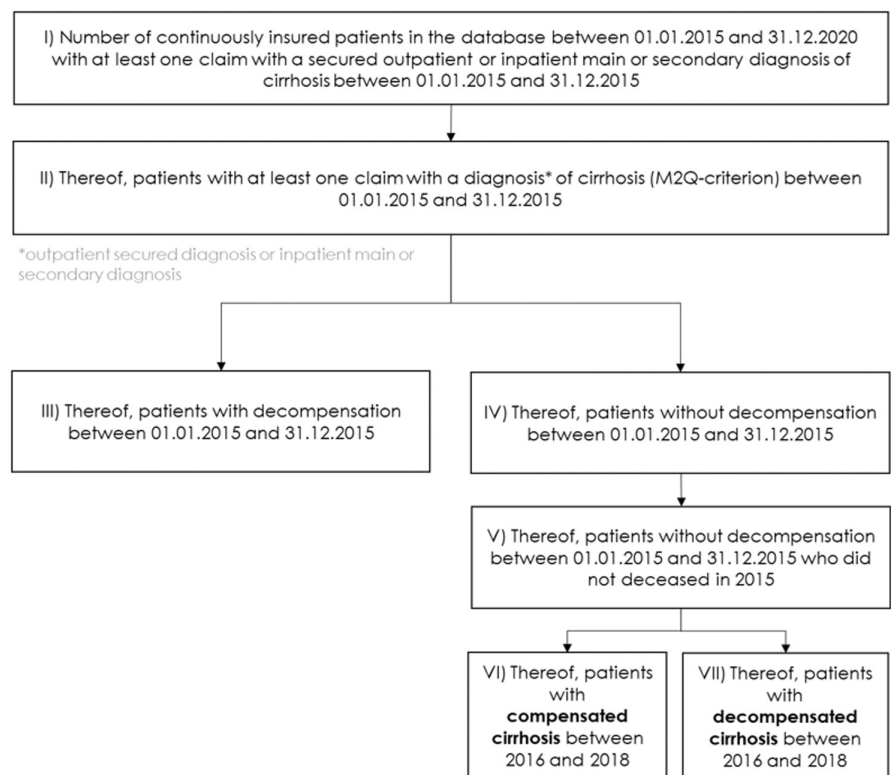 I) Number of continuously insured patients in the database between 01.01.2015 and 31.12.2020
with at least one claim with a secured outpatient or inpatient main or secondary diagnosis of
cirrhosis between 01.01.2015 and 31.12.2015
II) Thereof, patients with at least one claim with a diagnosis* of cirrhosis (M2Q-criterion) between
01.01.2015 and 31.12.2015
*outpatient secured diagnosis or inpatient main or
secondary diagnosis
III) Thereof, patients with decompensation
between 01.01.2015 and 31.12.2015
IV) Thereof, patients without decompensation
between 01.01.2015 and 31.12.2015
V) Thereof, patients without decompensation
between 01.01.2015 and 31.12.2015 who did
not deceased in 2015
VI) Thereof, patients
with
compensated
cirrhosis between
2016 and 2018
VII) Thereof, patients
with
decompensated
cirrhosis between
2016 and 2018